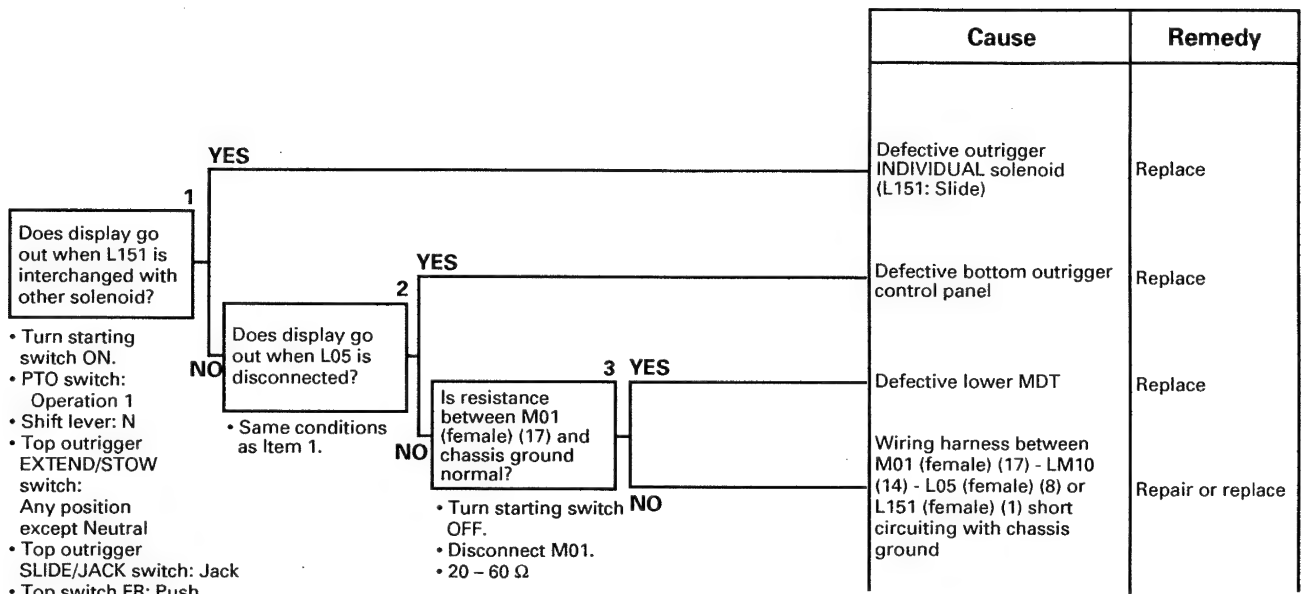 Cause
Remedy
YES
Defective outrigger
INDIVIDUAL solenoid
(L151: Slide)
Replace
1
Does display go
out when L151 is
interchanged with
other solenoid?
• Turn starting
switch ON.
• PTO switch:
Operation 1
• Shift lever: N
• Top outrigger
EXTEND/STOW
switch:
Any position
except Neutral
• Top outrigger
SLIDE/JACK switch: Jack
• Top switch FR: Push
NO
YES
Defective bottom outrigger
control panel
Replace
2
Does display go
out when L05 is
disconnected?
• Same conditions
as Item 1.
NO
3 YES
Defective lower MDT
Replace
Is resistance
between M01
(female) (17) and
chassis ground
normal?
• Turn starting switch
OFF.
• Disconnect M01.
• 20 – 60 Ω
NO
Wiring harness between
M01 (female) (17) - LM10
(14) - L05 (female) (8) or
L151 (female) (1) short
circuiting with chassis
ground
Repair or replace